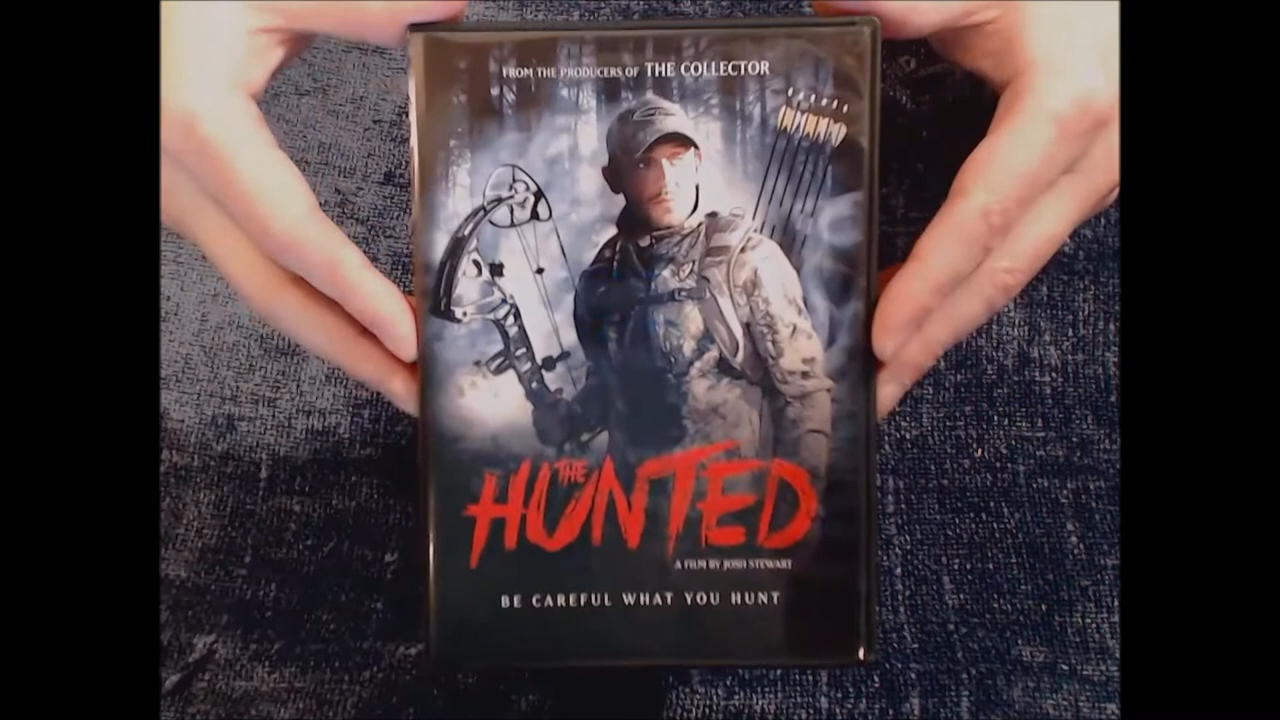 FROM THE PRODUCERS OF THE COLLECTOR
THE
HUNTED
A FILM BY JOSH STEWART
BE CAREFUL WHAT YOU HUNT